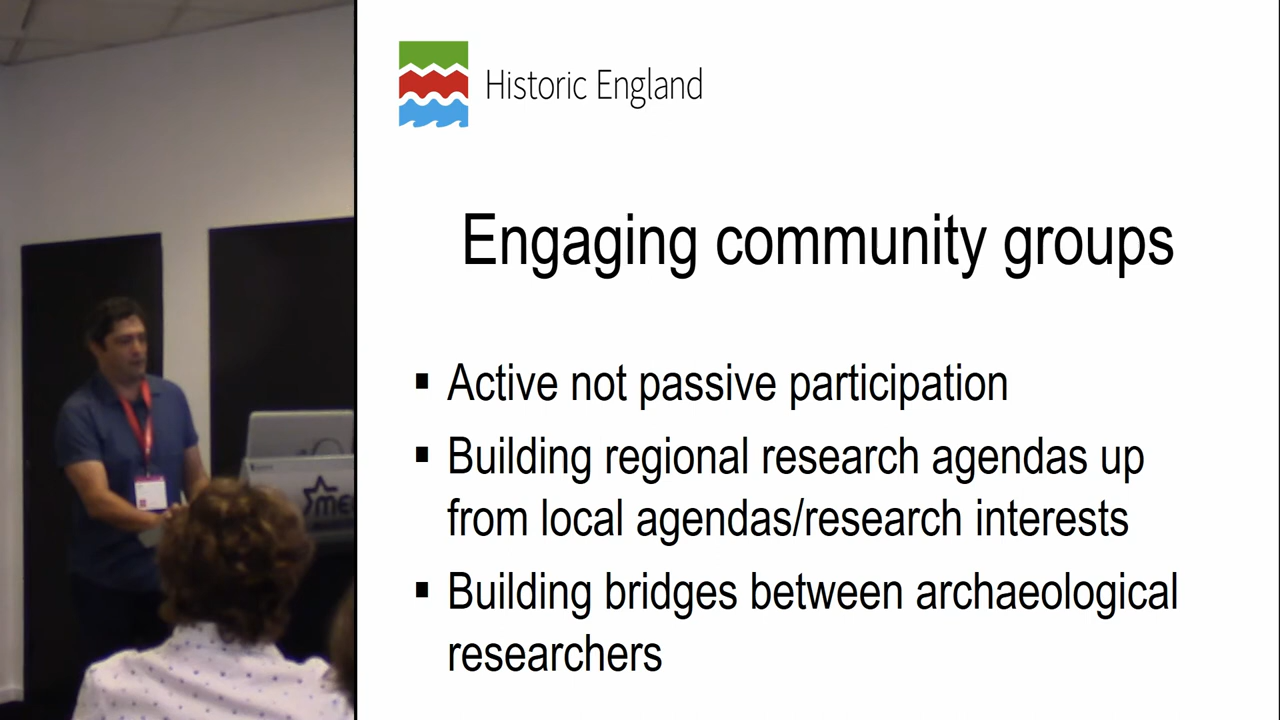 Historic England
Engaging community groups
▪ Active not passive participation
▪ Building regional research agendas up
from local agendas/research interests
▪ Building bridges between archaeological
researchers